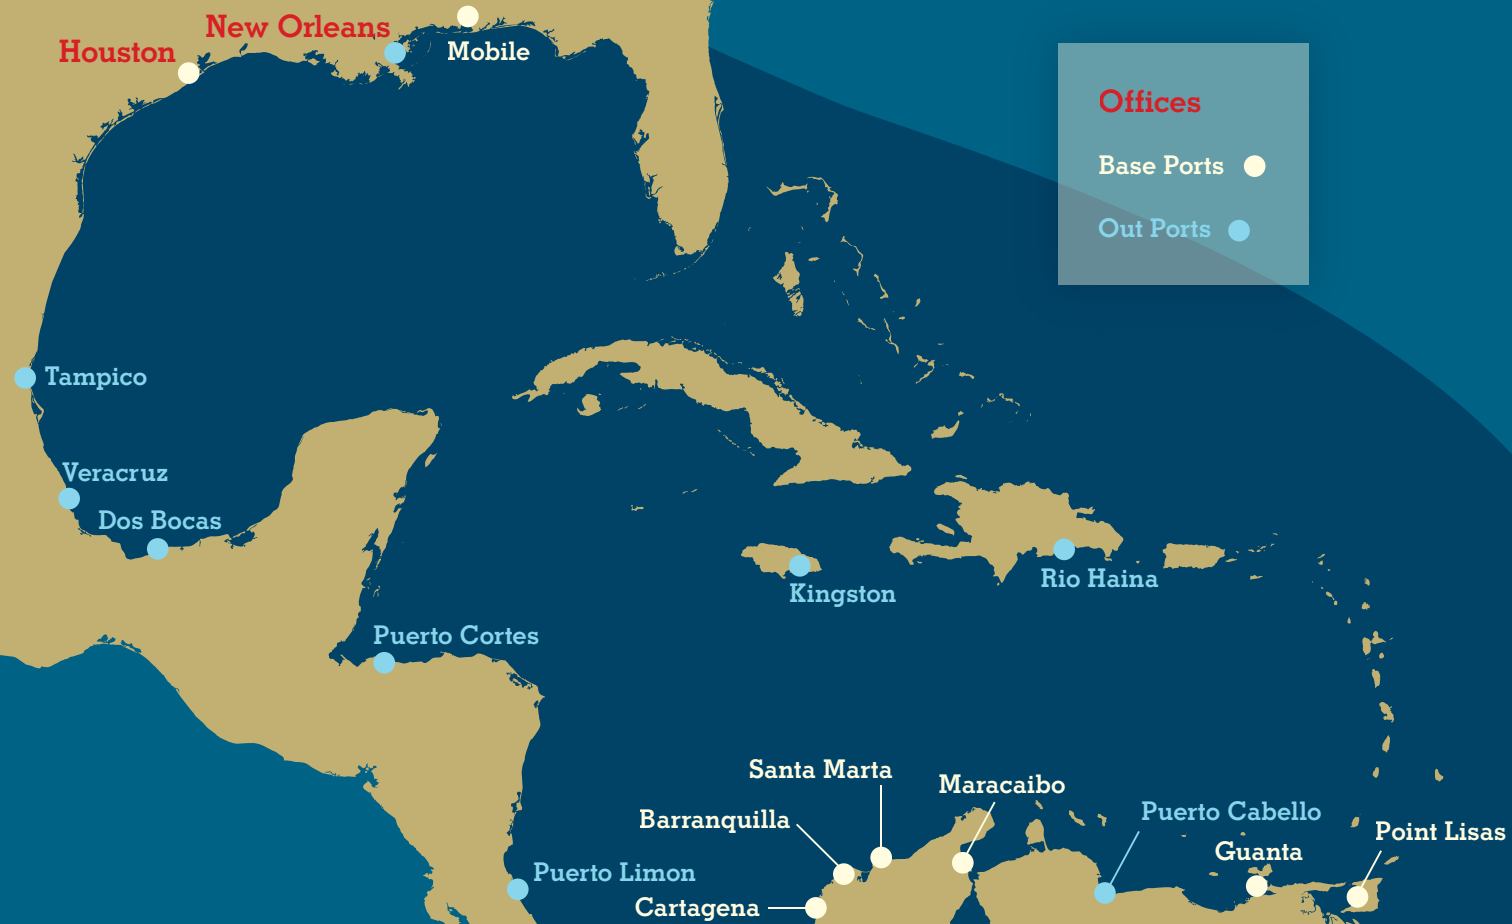 New Orleans
Houston
Mobile
Offices
Base Ports
Out Ports
Tampico
Veracruz
Dos Bocas
Kingston
Rio Haina
Puerto Cortes
Santa Marta
Maracaibo
Barranquilla
Puerto Cabello
Point Lisas
Guanta
Puerto Limon
Cartagena